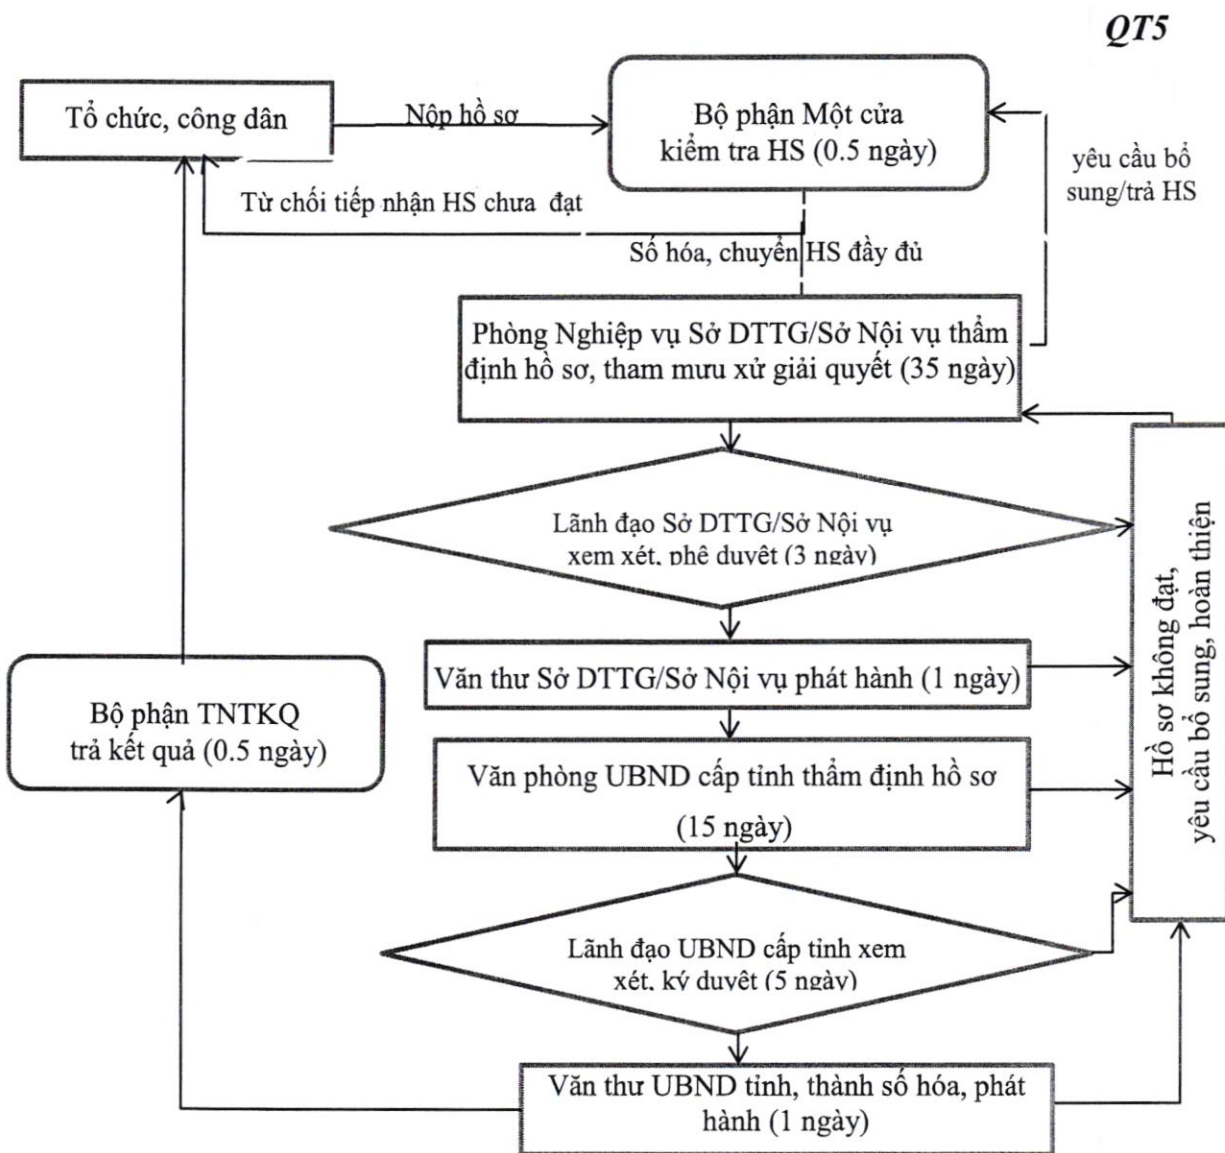 QT5
Tổ chức, công dân
Nộp hồ sơ
Bộ phận Một cửa
kiểm tra HS (0.5 ngày)
yêu cầu bổ
sung/trả HS
Từ chối tiếp nhận HS chưa đạt
Số hóa, chuyển HS đầy đủ
Phòng Nghiệp vụ Sở DTTG/Sở Nội vụ thẩm
định hồ sơ, tham mưu xử giải quyết (35 ngày)
Lãnh đạo Sở DTTG/Sở Nội vụ
xem xét, phê duyệt (3 ngày)
Hồ sơ không đạt,
yêu cầu bổ sung, hoàn thiện
Văn thư Sở DTTG/Sở Nội vụ phát hành (1 ngày)
Bộ phận TNTKQ
trả kết quả (0.5 ngày)
Văn phòng UBND cấp tỉnh thẩm định hồ sơ
(15 ngày)
Lãnh đạo UBND cấp tỉnh xem
xét, ký duyệt (5 ngày)
Văn thư UBND tỉnh, thành số hóa, phát
hành (1 ngày)